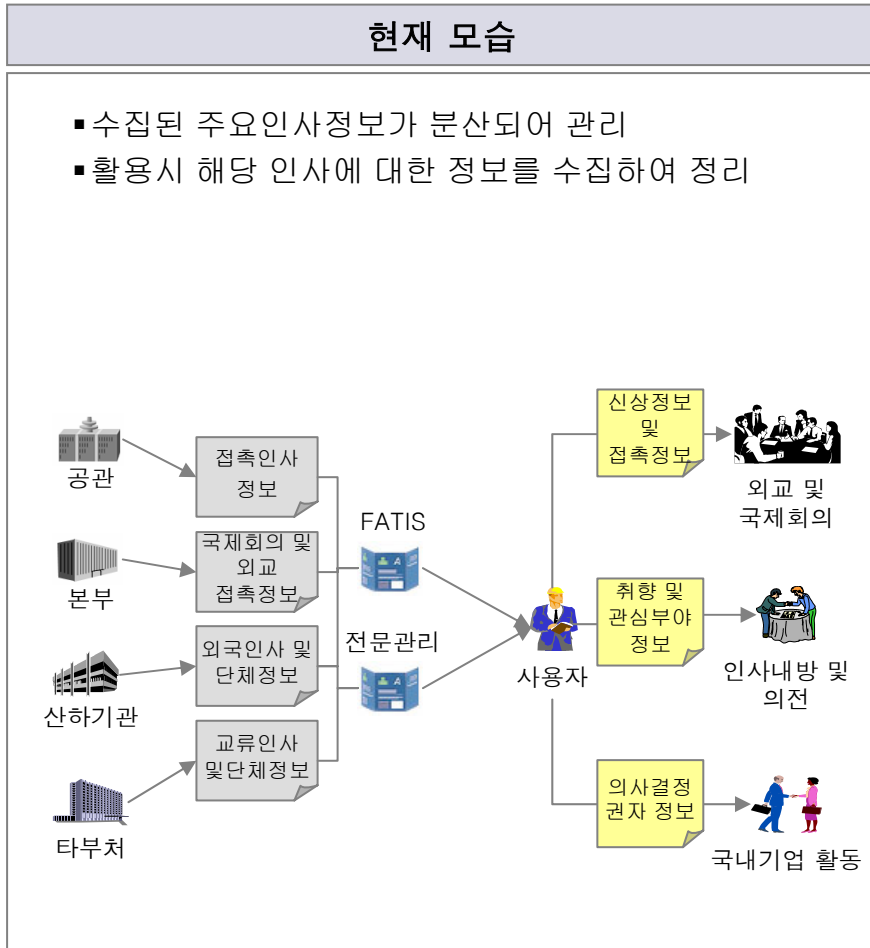 현재 모습
▪수집된 주요인사정보가 분산되어 관리
▪활용시 해당 인사에 대한 정보를 수집하여 정리
공관
접촉인사
정보
본부
국제회의 및
외교
접촉정보
산하기관
외국인사 및
단체정보
타부처
교류인사
및단체정보
FATIS
전문관리
사용자
신상정보
및
접촉정보
외교 및
국제회의
취향 및
관심부야
정보
인사내방 및
의전
의사결정
권자 정보
국내기업 활동